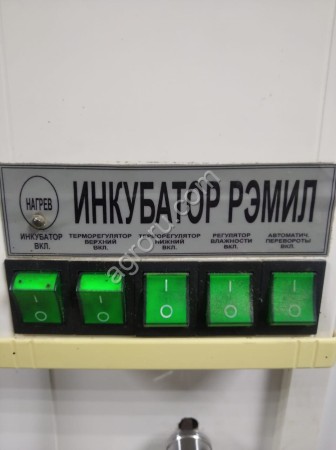 НАГРЕВ
ИНКУБАТОР РЭМИЛ
ИНКУБАТОР ВКЛ.
ТЕРМОРЕГУЛЯТОР ВЕРХНИЙ ВКЛ.
ТЕРМОРЕГУЛЯТОР НИЖНИЙ ВКЛ.
РЕГУЛЯТОР ВЛАЖНОСТИ ВКЛ.
АВТОМАТИЧ. ПЕРЕВОРОТЫ ВКЛ.
agroru.com